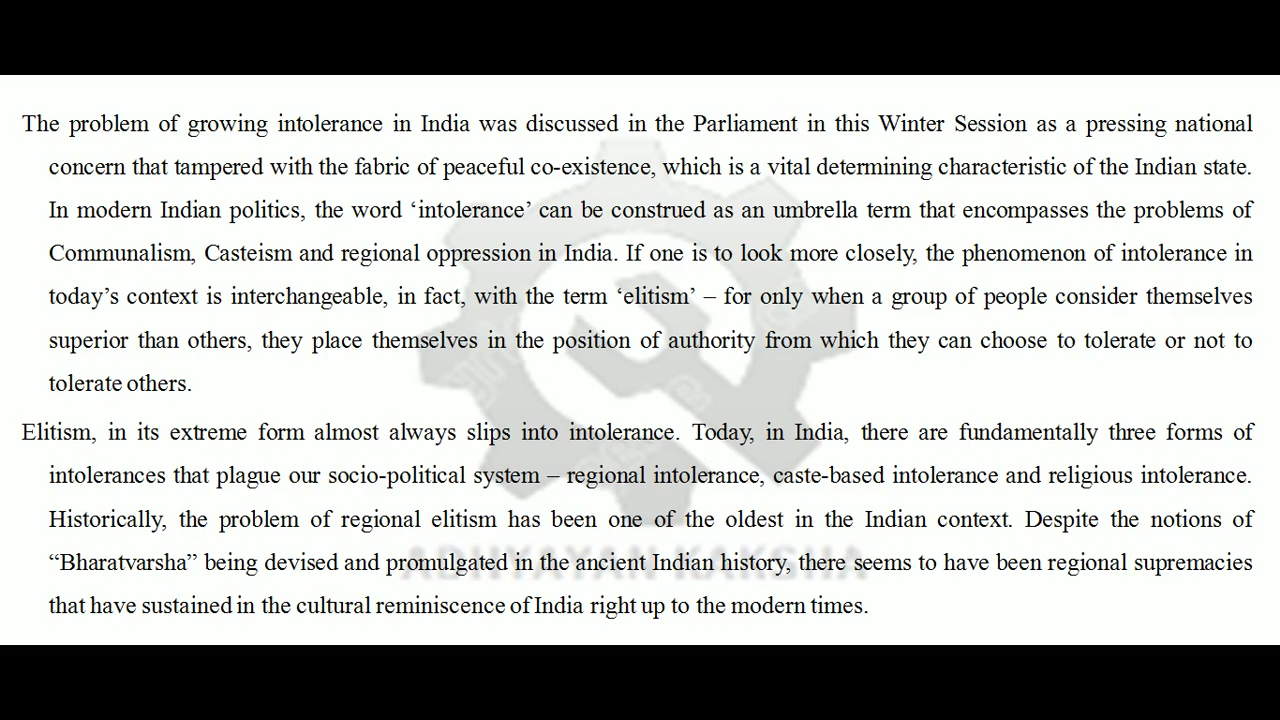 The problem of growing intolerance in India was discussed in the Parliament in this Winter Session as a pressing national
concern that tampered with the fabric of peaceful co-existence, which is a vital determining characteristic of the Indian state.
In modern Indian politics, the word ‘intolerance’ can be construed as an umbrella term that encompasses the problems of
Communalism, Casteism and regional oppression in India. If one is to look more closely, the phenomenon of intolerance in
today’s context is interchangeable, in fact, with the term ‘elitism’ – for only when a group of people consider themselves
superior than others, they place themselves in the position of authority from which they can choose to tolerate or not to
tolerate others.
Elitism, in its extreme form almost always slips into intolerance. Today, in India, there are fundamentally three forms of
intolerances that plague our socio-political system – regional intolerance, caste-based intolerance and religious intolerance.
Historically, the problem of regional elitism has been one of the oldest in the Indian context. Despite the notions of
“Bharatvarsha” being devised and promulgated in the ancient Indian history, there seems to have been regional supremacies
that have sustained in the cultural reminiscence of India right up to the modern times.
ADHYAYAN KAKSHA